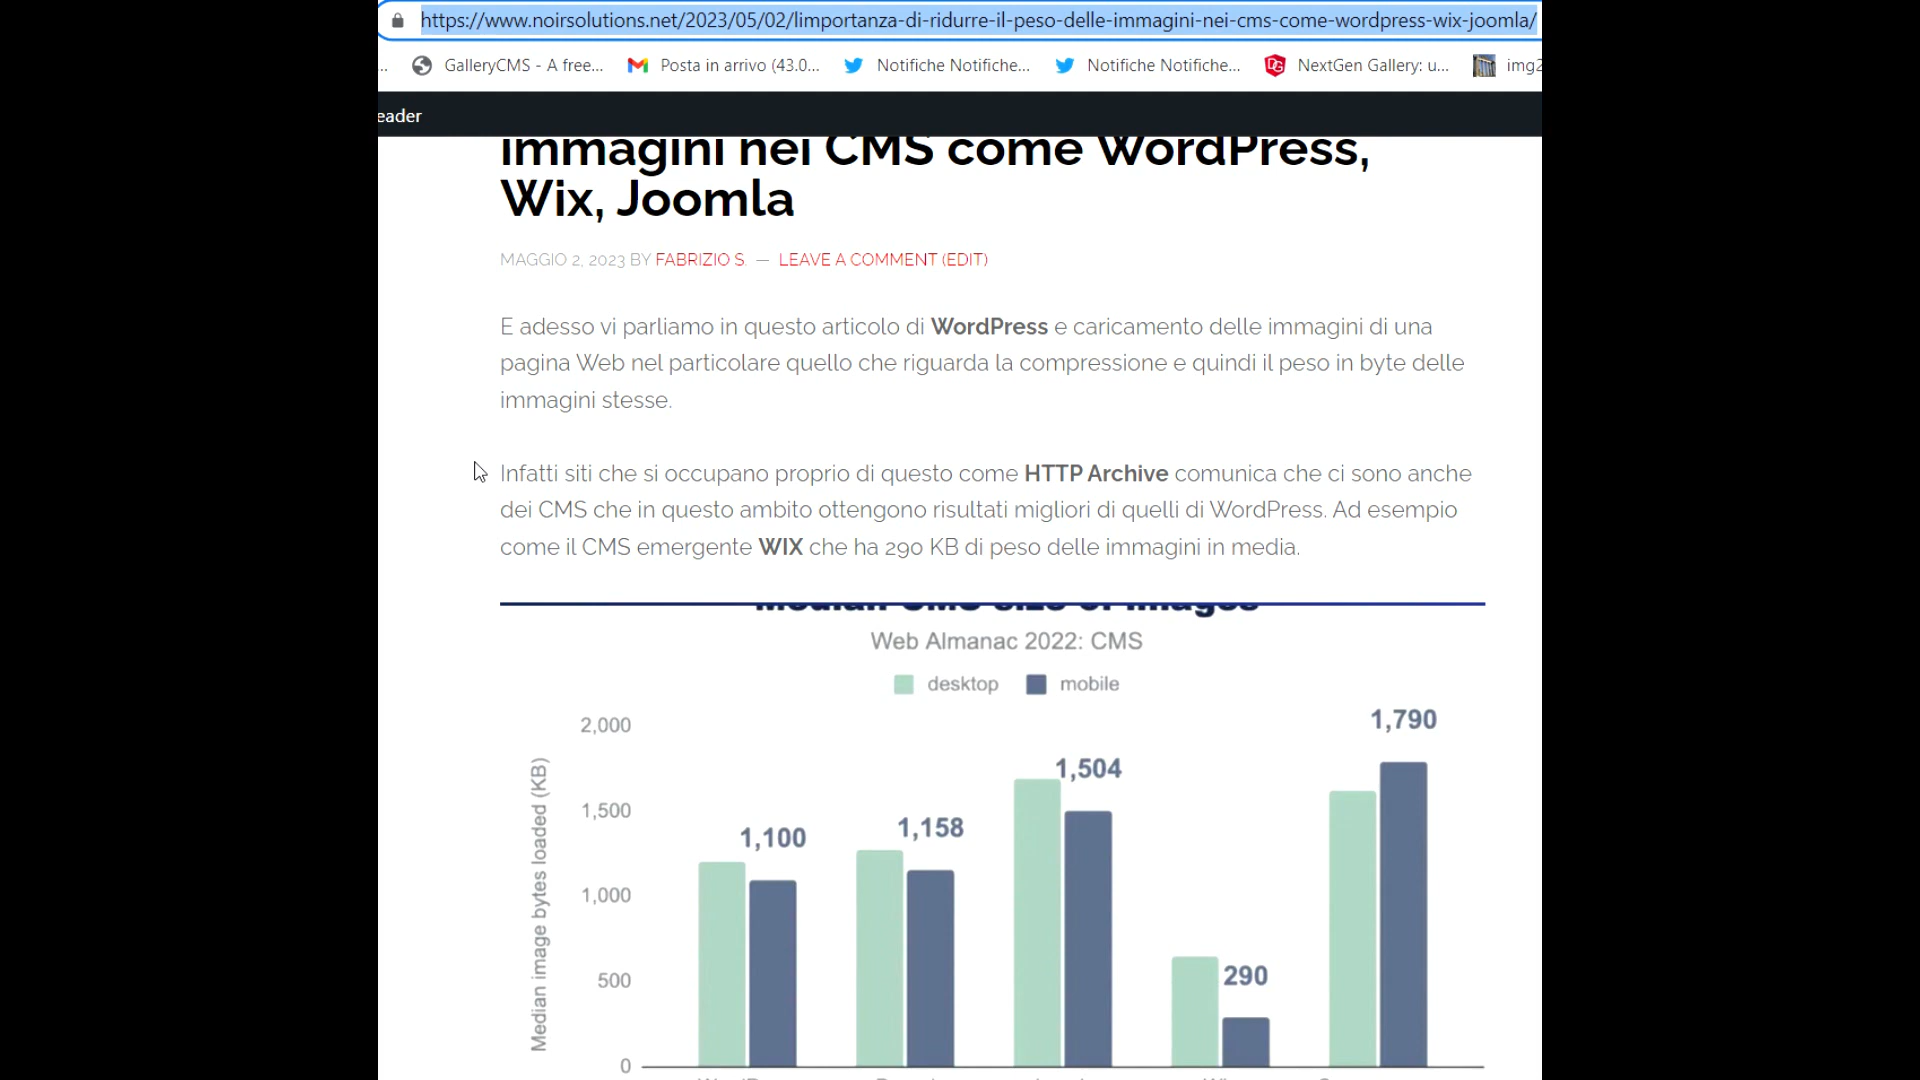 https://www.noirsolutions.net/2023/05/02/limportanza-di-ridurre-il-peso-delle-immagini-nei-cms-come-wordpress-wix-joomla/
... GalleryCMS - A free... Posta in arrivo (43.0... Notifiche Notifiche... Notifiche Notifiche... NextGen Gallery: u... img2
eader
immagini nei CMS come WordPress,
Wix, Joomla
MAGGIO 2, 2023 BY FABRIZIO S. — LEAVE A COMMENT (EDIT)
E adesso vi parliamo in questo articolo di WordPress e caricamento delle immagini di una
pagina Web nel particolare quello che riguarda la compressione e quindi il peso in byte delle
immagini stesse.
Infatti siti che si occupano proprio di questo come HTTP Archive comunica che ci sono anche
dei CMS che in questo ambito ottengono risultati migliori di quelli di WordPress. Ad esempio
come il CMS emergente WIX che ha 290 KB di peso delle immagini in media.
Median CMS size of images
Web Almanac 2022: CMS
desktop mobile
Median image bytes loaded (KB)
2,000
1,500
1,000
500
0
1,100
1,158
1,504
290
1,790